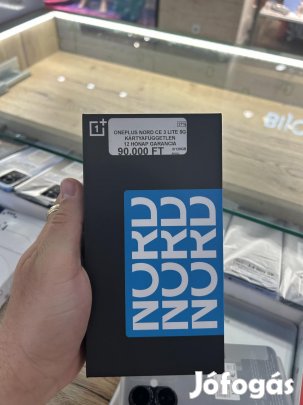 ONEPLUS NORD CE 3 LITE 5G
KÁRTYAFÜGGETLEN
12 HÓNAP GARANCIA
90.000 FT
1+
NORD
NORD
NORD
Jófogás